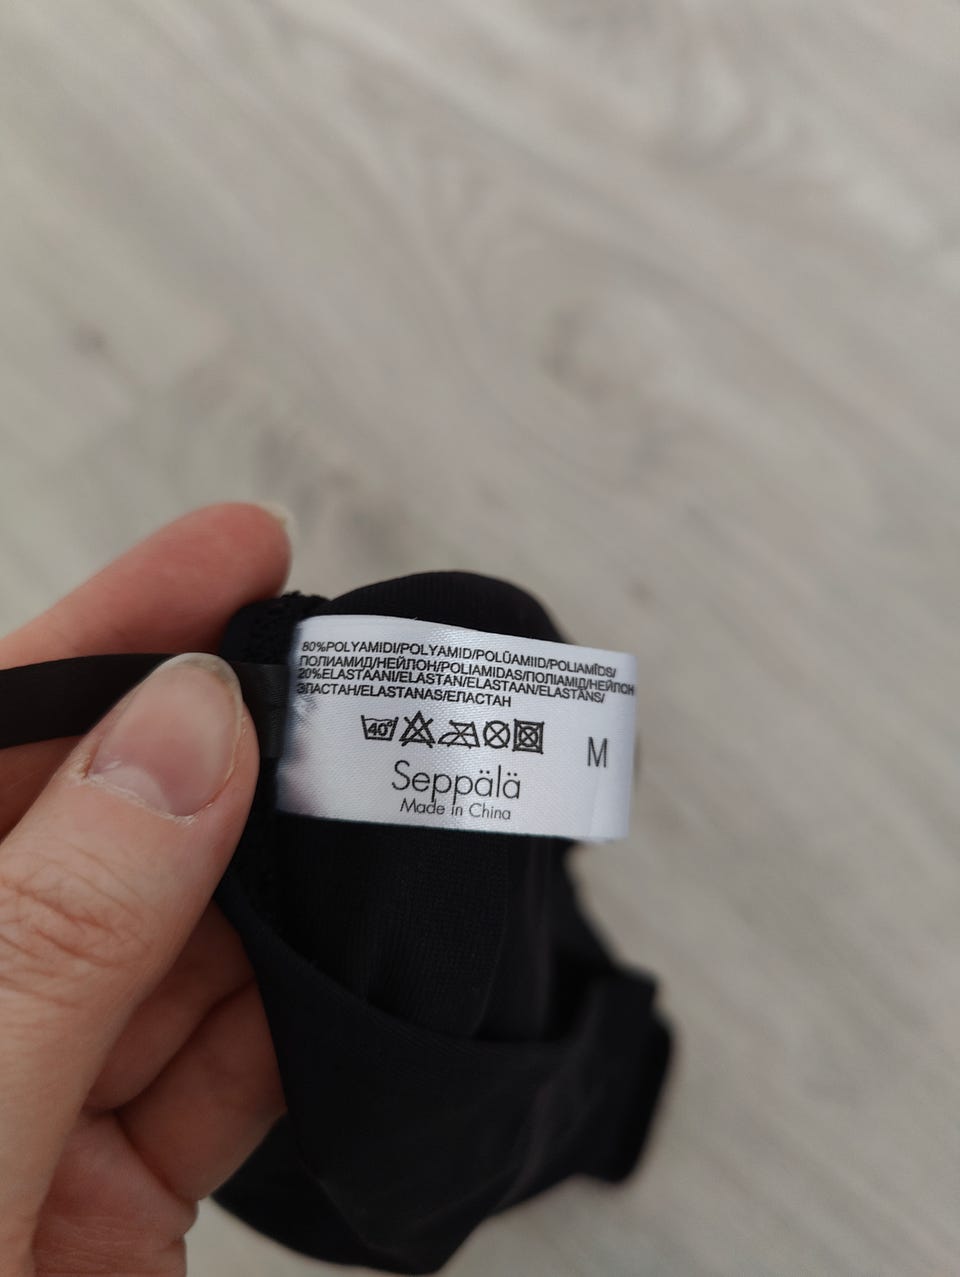 80%POLYAMIDI/POLYAMID/POLÜAMIID/POLIAMĪDS/
ПОЛИАМИД/НЕЙЛОН/POLIAMIDAS/ПОЛІАМІД/НЕЙЛОН
20%ELASTAANI/ELASTAN/ELASTAAN/ELASTĀNS/
ЭЛАСТАН/ELASTANAS/ЕЛАСТАН
40°
M
Seppälä
Made in China